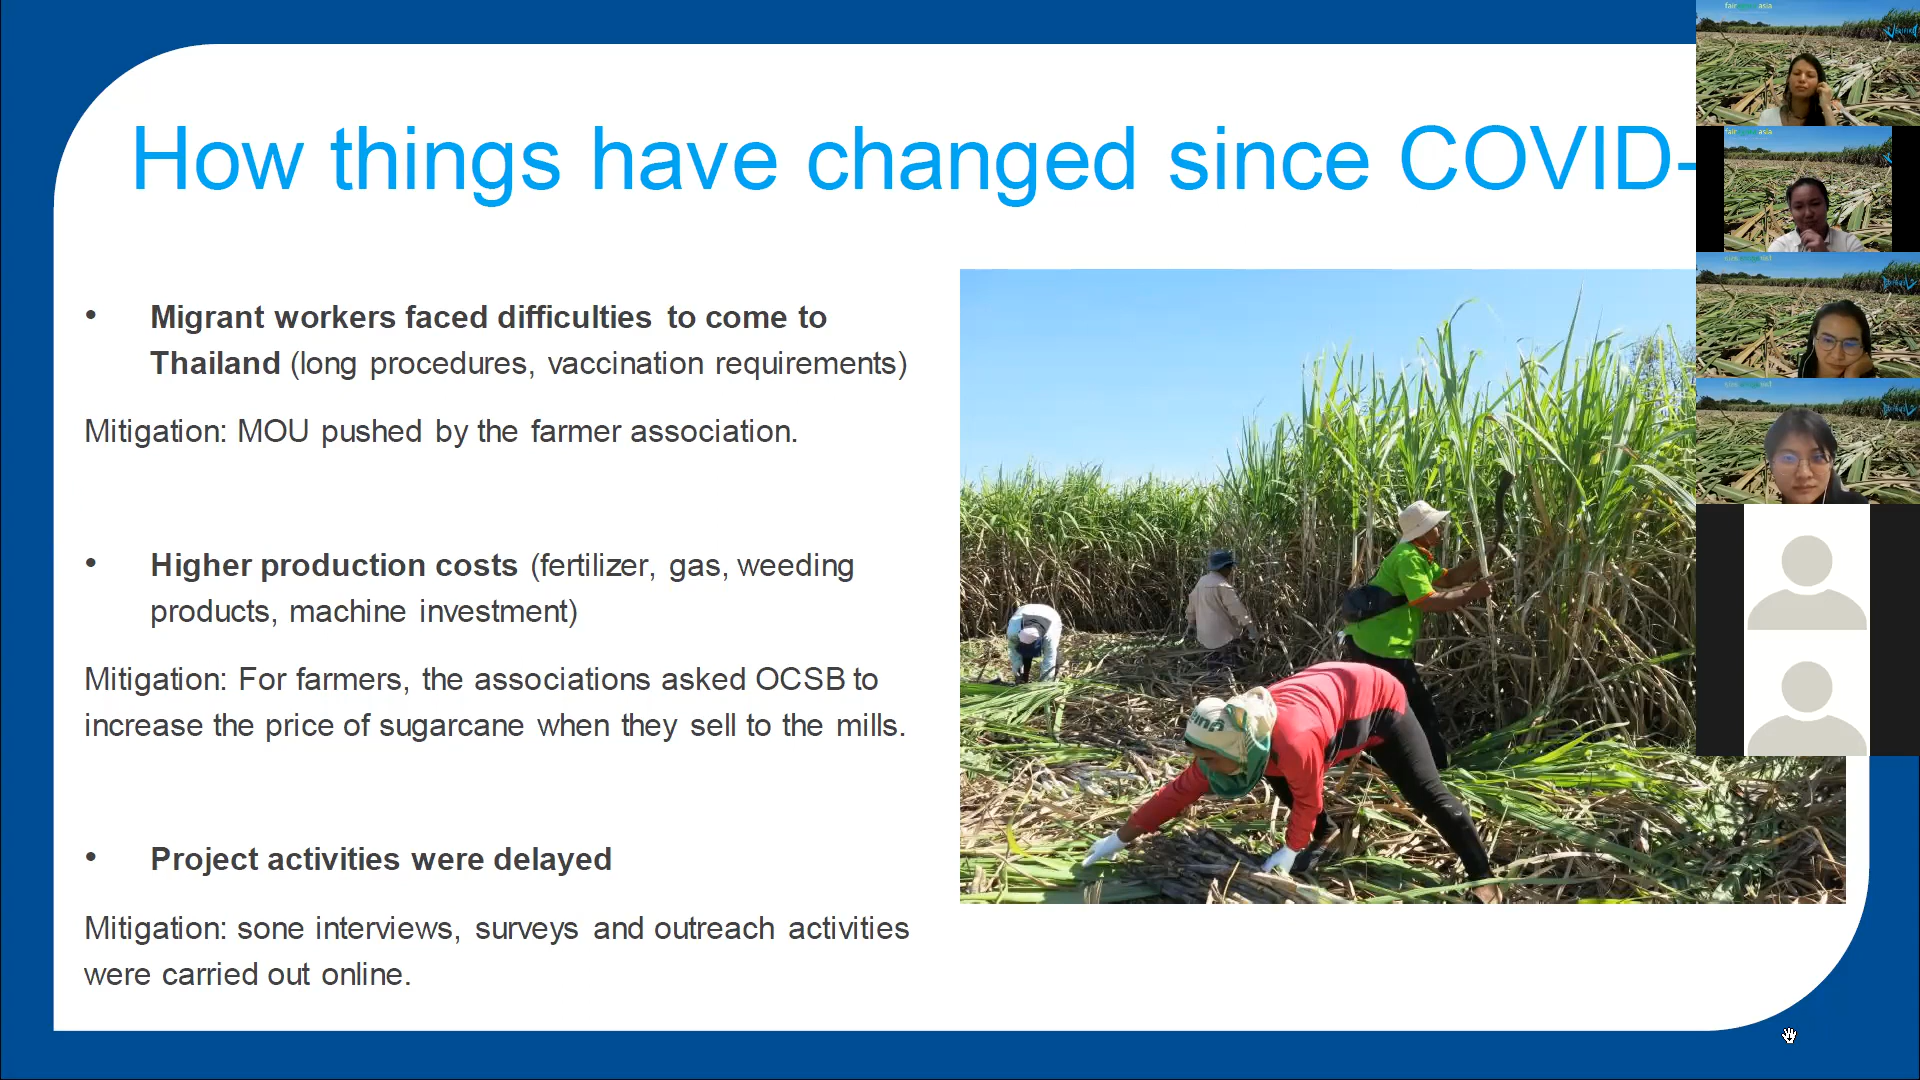 How things have changed since COVID-
• Migrant workers faced difficulties to come to
Thailand (long procedures, vaccination requirements)
Mitigation: MOU pushed by the farmer association.
• Higher production costs (fertilizer, gas, weeding
products, machine investment)
Mitigation: For farmers, the associations asked OCSB to
increase the price of sugarcane when they sell to the mills.
• Project activities were delayed
Mitigation: sone interviews, surveys and outreach activities
were carried out online.